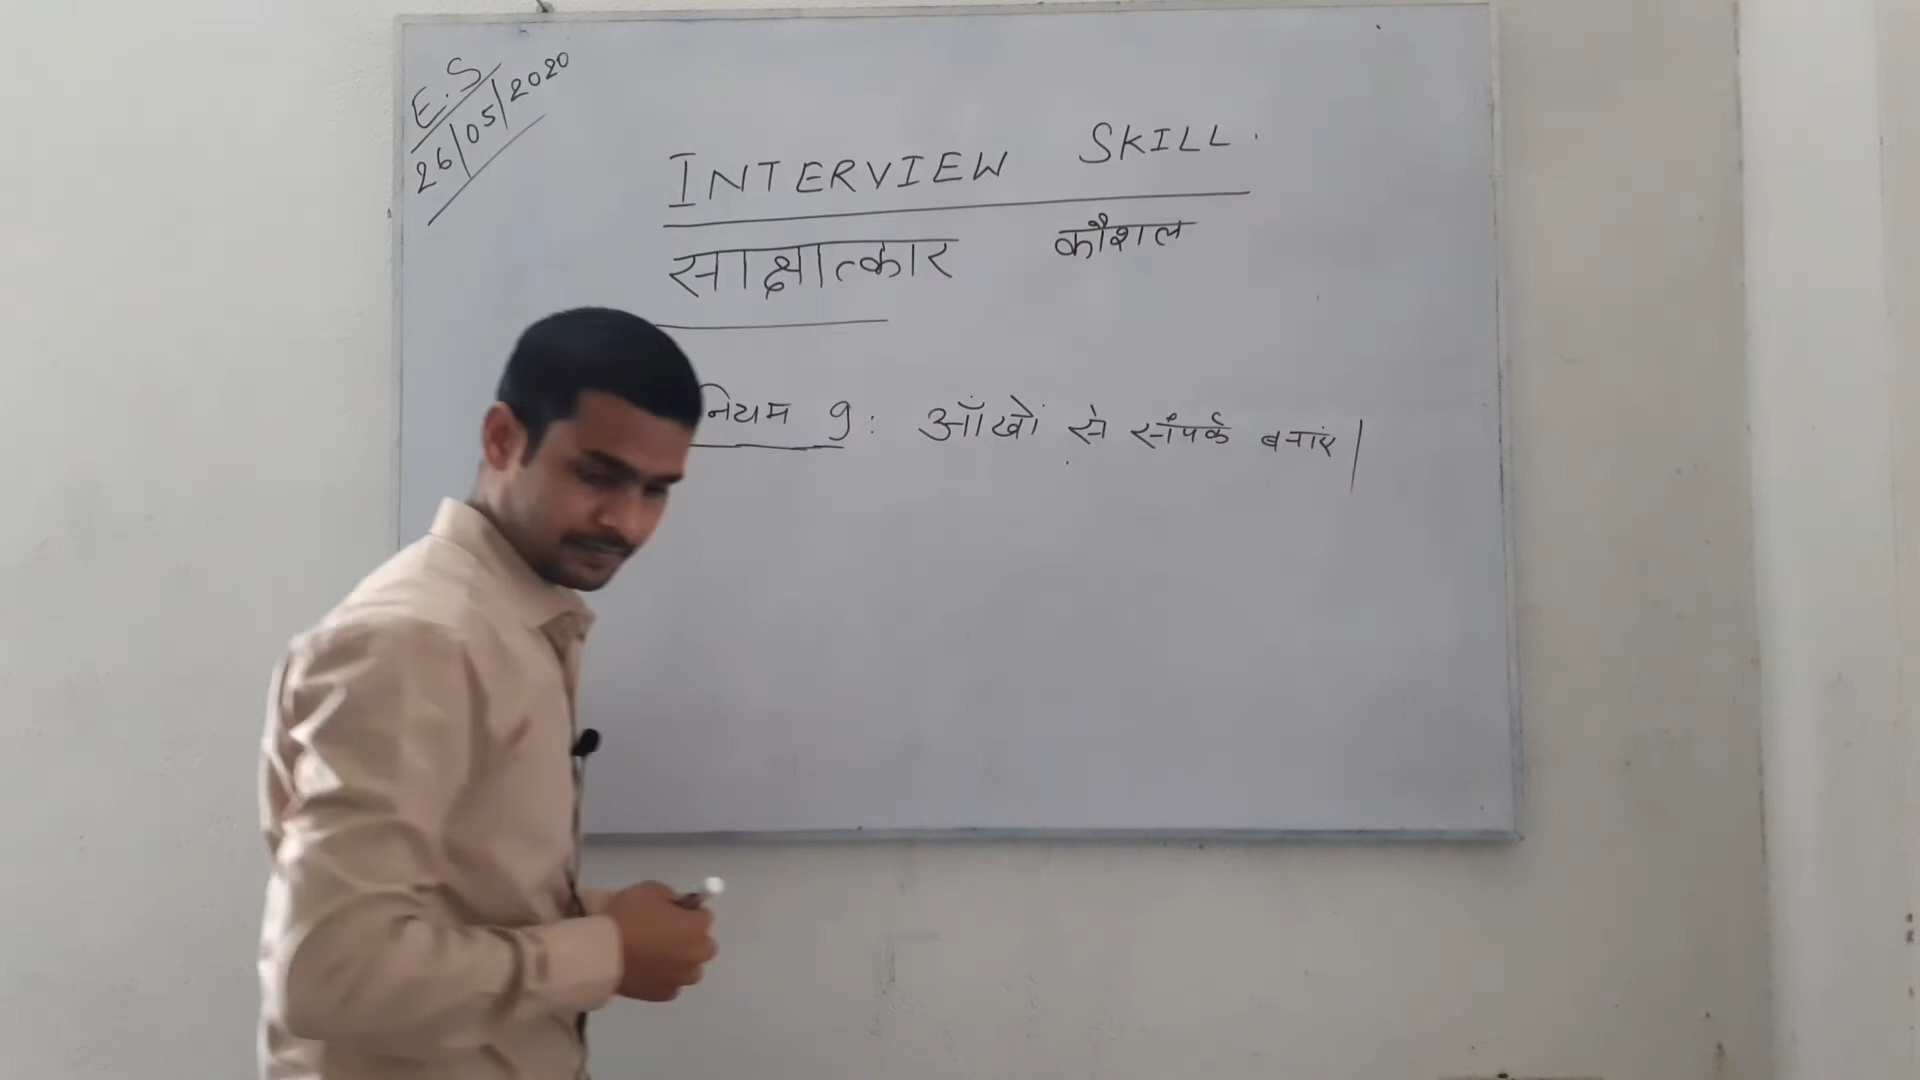 E.S
26/05/2020
INTERVIEW SKILL.
साक्षात्कार कौशल
नियम 9: आँखों से संपर्क बनाएं।